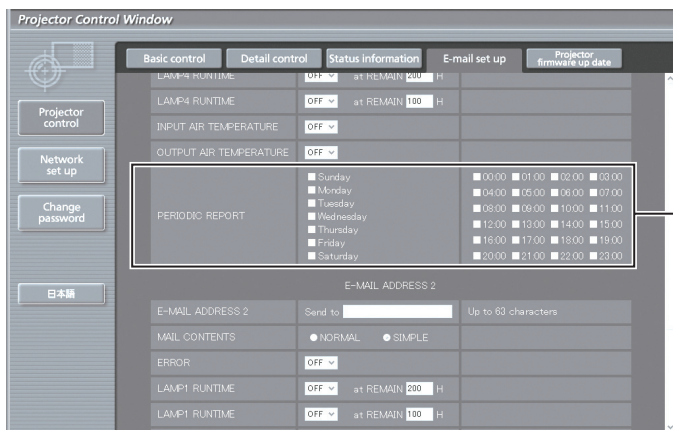 Projector Control Window
Basic control Detail control Status information E-mail set up Projector firmware up date
Projector control
Network set up
Change password
日本語
LAMP4 RUNTIME OFF at REMAIN 200 H
LAMP4 RUNTIME OFF at REMAIN 100 H
INPUT AIR TEMPERATURE OFF
OUTPUT AIR TEMPERATURE OFF
PERIODIC REPORT
Sunday
Monday
Tuesday
Wednesday
Thursday
Friday
Saturday
00:00 01:00 02:00 03:00
04:00 05:00 06:00 07:00
08:00 09:00 10:00 11:00
12:00 13:00 14:00 15:00
16:00 17:00 18:00 19:00
20:00 21:00 22:00 23:00
E-MAIL ADDRESS 2
E-MAIL ADDRESS 2 Send to Up to 63 characters
MAIL CONTENTS NORMAL SIMPLE
ERROR OFF
LAMP1 RUNTIME OFF at REMAIN 200 H
LAMP1 RUNTIME OFF at REMAIN 100 H